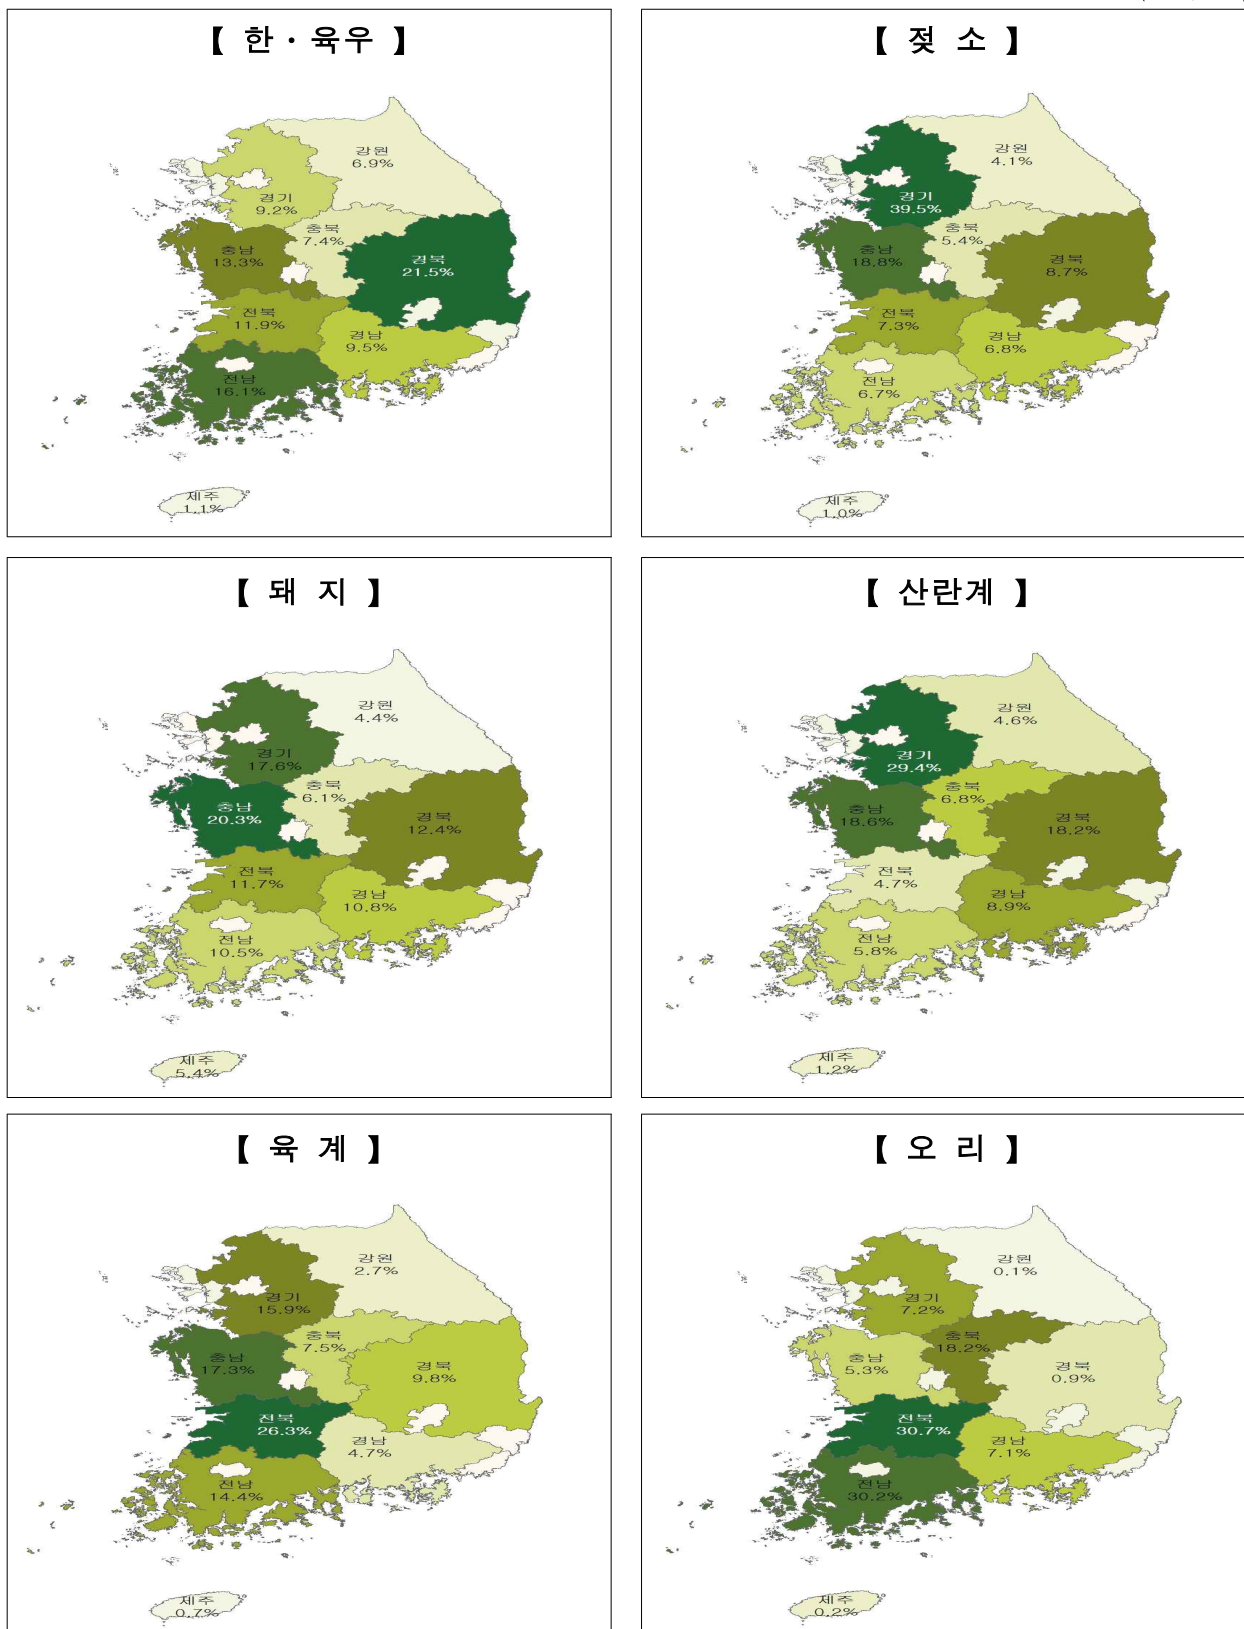 【 한 · 육우 】
강원
6.9%
경기
9.2%
충북
7.4%
충남
13.3%
경북
21.5%
전북
11.9%
경남
9.5%
전남
16.1%
제주
1.1%
【 젖 소 】
강원
4.1%
경기
39.5%
충북
5.4%
충남
18.8%
경북
8.7%
전북
7.3%
경남
6.8%
전남
6.7%
제주
1.0%
【 돼 지 】
강원
4.4%
경기
17.6%
충북
6.1%
충남
20.3%
경북
12.4%
전북
11.7%
경남
10.8%
전남
10.5%
제주
5.4%
【 산란계 】
강원
4.6%
경기
29.4%
충북
6.8%
충남
18.6%
경북
18.2%
전북
4.7%
경남
8.9%
전남
5.8%
제주
1.2%
【 육 계 】
강원
2.7%
경기
15.9%
충북
7.5%
충남
17.3%
경북
9.8%
전북
26.3%
경남
4.7%
전남
14.4%
제주
0.7%
【 오 리 】
강원
0.1%
경기
7.2%
충북
18.2%
충남
5.3%
경북
0.9%
전북
30.7%
경남
7.1%
전남
30.2%
제주
0.2%